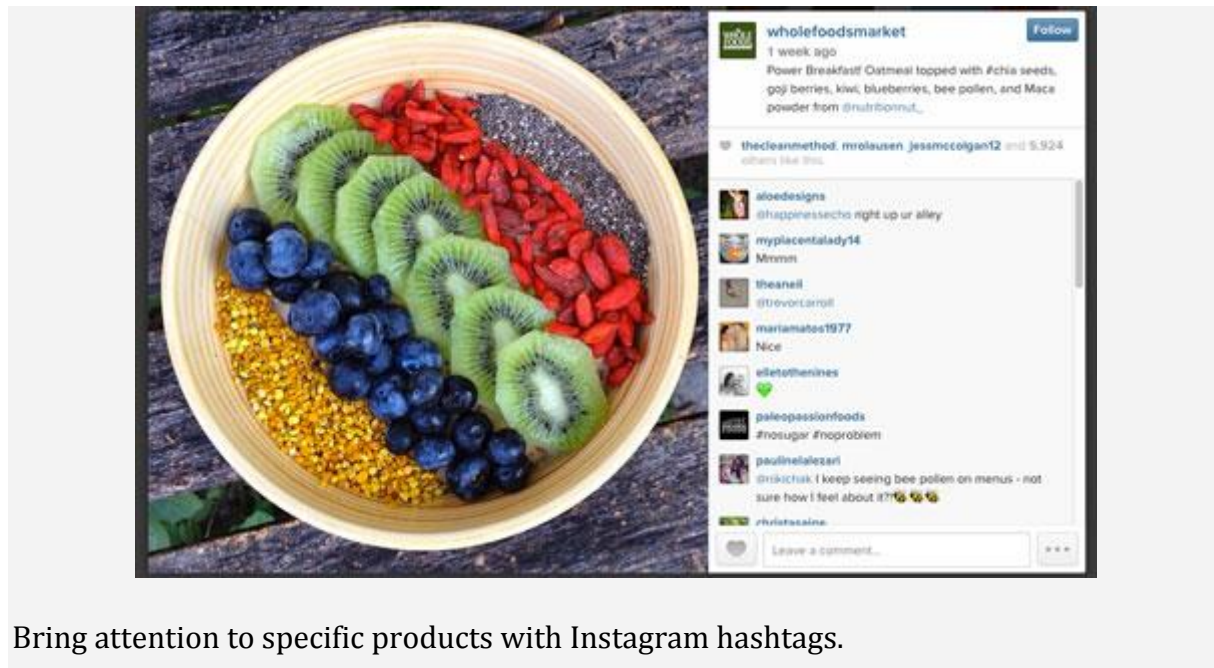 WHOLE
FOODS
wholefoodsmarket
Follow
1 week ago
Power Breakfast! Oatmeal topped with #chia seeds,
goji berries, kiwi, blueberries, bee pollen, and Maca
powder from @nutritionnut_
thecleanmethod, mrolausen, jessmccolgan12 and 5,924
others like this.
aloedesigns
@happinessecho right up ur alley
myplacentalady14
Mmmm
theaneil
@trevorcarroll
mariamatos1977
Nice
elletothenines
💚
paleopassionfoods
#nosugar #noproblem
paulinelalezari
@nikichak I keep seeing bee pollen on menus - not
sure how I feel about it?!🐝🐝🐝
christasaine
Leave a comment...
Bring attention to specific products with Instagram hashtags.